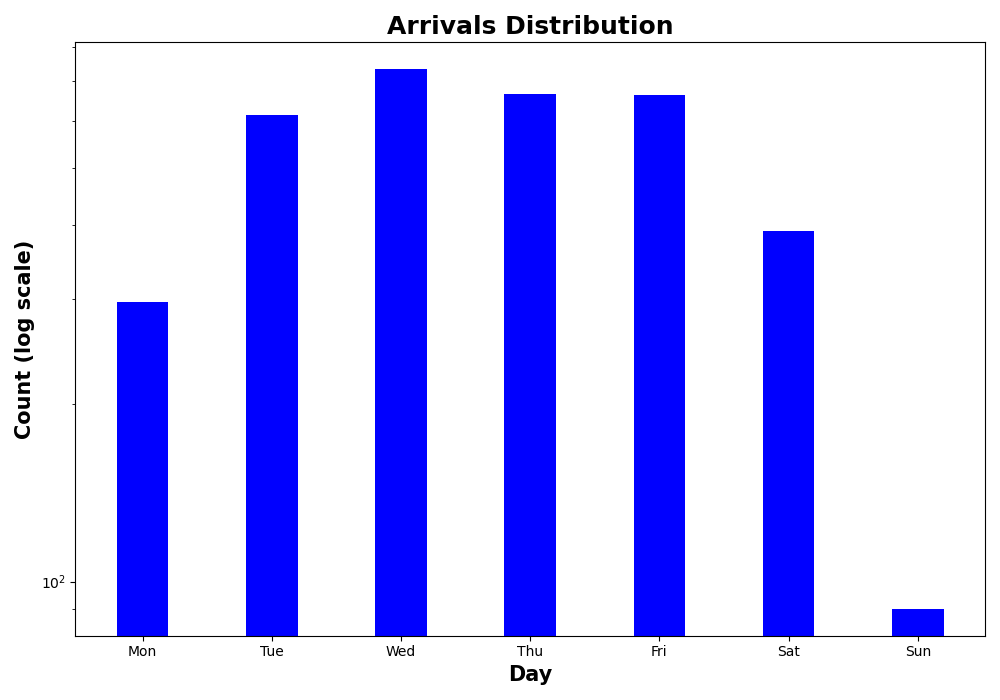 Arrivals Distribution
Count (log scale)
10²
Mon Tue Wed Thu Fri Sat Sun
Day